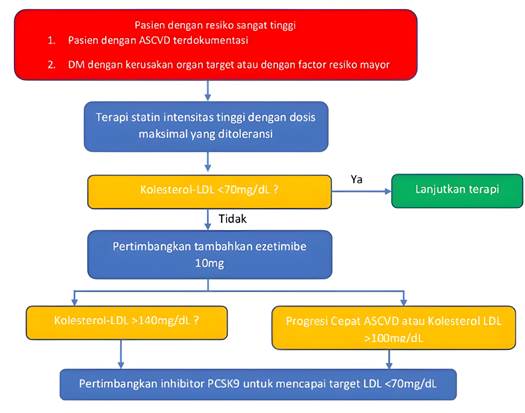 Pasien dengan resiko sangat tinggi
1. Pasien dengan ASCVD terdokumentasi
2. DM dengan kerusakan organ target atau dengan factor resiko mayor
Terapi statin intensitas tinggi dengan dosis
maksimal yang ditoleransi
Kolesterol-LDL <70mg/dL ?
Ya
Lanjutkan terapi
Tidak
Pertimbangkan tambahkan ezetimibe
10mg
Kolesterol-LDL >140mg/dL ?
Progresi Cepat ASCVD atau Kolesterol LDL
>100mg/dL
Pertimbangkan inhibitor PCSK9 untuk mencapai target LDL <70mg/dL